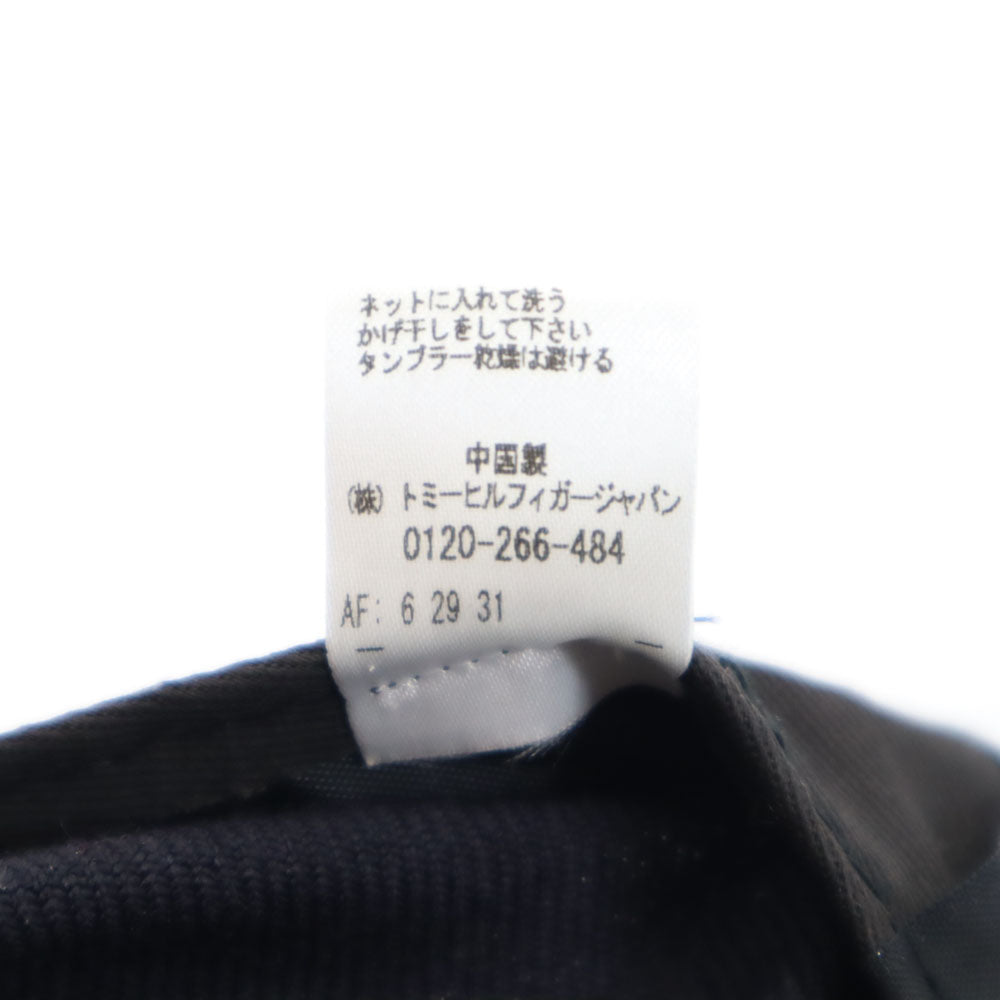 ネットに入れて洗う
かげ干しをして下さい
タンブラー乾燥は避ける
中国製
(株) トミーヒルフィガージャパン
0120-266-484
AF: 6 29 31